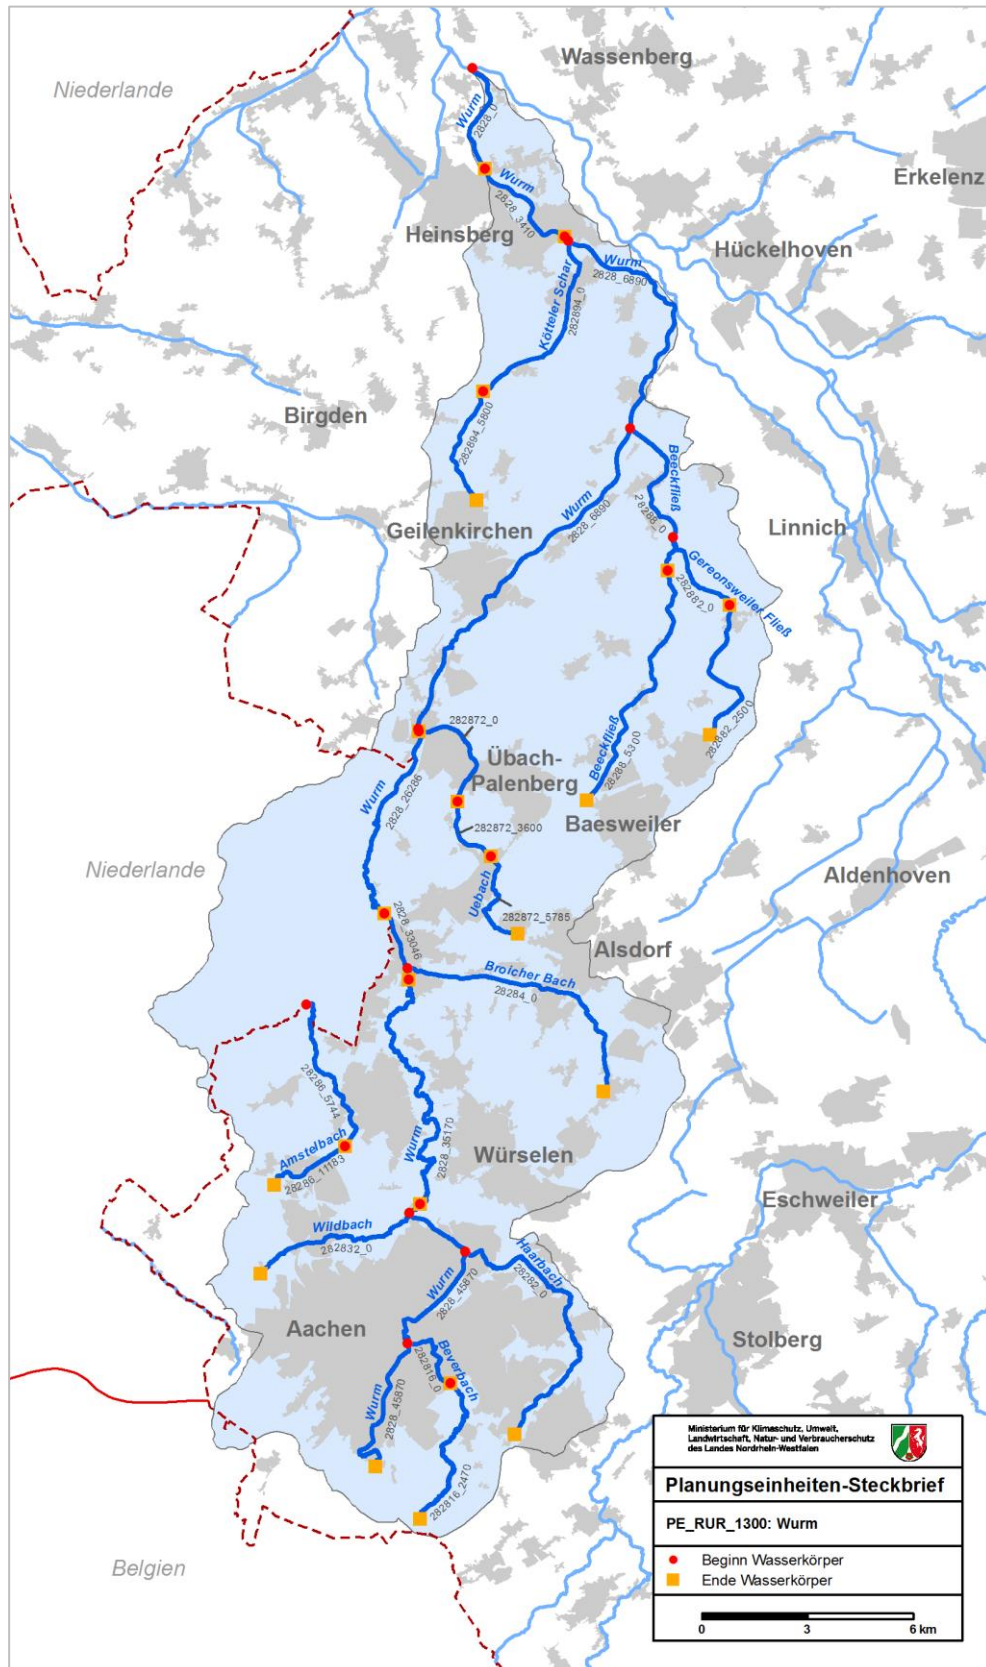 Wassenberg
Niederlande
Wurm
2828_0
Erkelenz
Wurm
2828_3410
Heinsberg
Hückelhoven
Wurm
2828_6890
Kötteler Schar
282894_0
Birgden
282894_5800
Beeckfließ
28288_0
Wurm
2828_6890
Geilenkirchen
Linnich
Gereonsweiler Fließ
282882_0
282882_2500
Beeckfließ
28288_5300
282872_0
Übach-
Palenberg
Wurm
2828_26286
282872_3600
Baesweiler
Niederlande
Aldenhoven
Uebach
282872_5785
2828_33046
Alsdorf
Broicher Bach
28284_0
28286_5744
Amstelbach
28286_11183
Wurm
2828_35170
Würselen
Eschweiler
Wildbach
282832_0
Haarbach
28282_0
Wurm
2828_45870
Aachen
Stolberg
Beverbach
282816_0
Wurm
2828_45870
282816_2470
Belgien
Ministerium für Klimaschutz, Umwelt,
Landwirtschaft, Natur- und Verbraucherschutz
des Landes Nordrhein-Westfalen
Planungseinheiten-Steckbrief
PE_RUR_1300: Wurm
Beginn Wasserkörper
Ende Wasserkörper
0 3 6 km